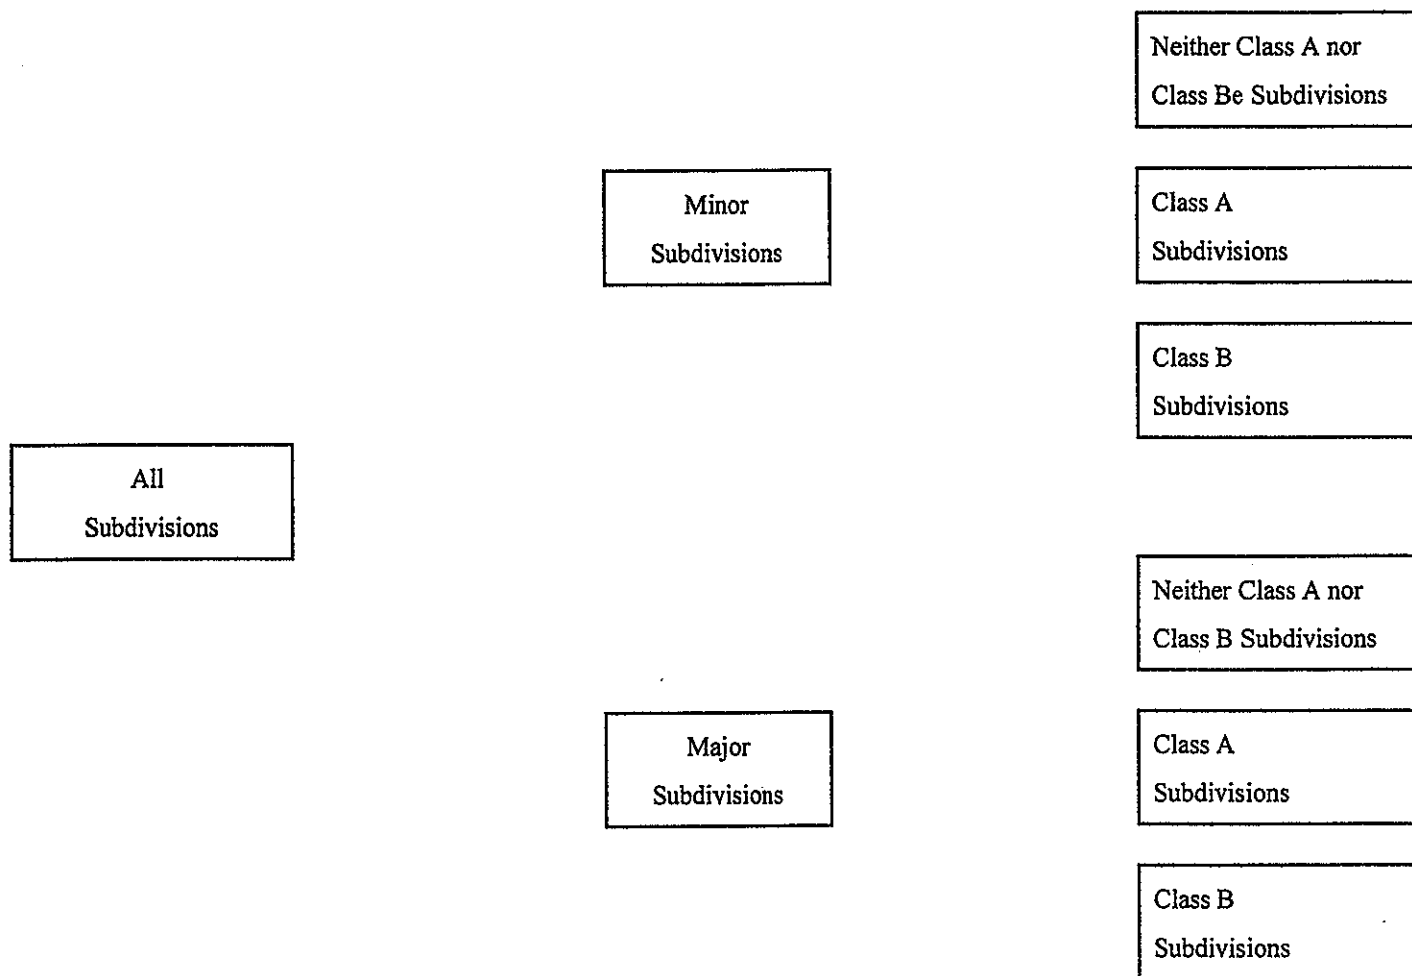 Neither Class A nor
Class Be Subdivisions
Minor
Subdivisions
Class A
Subdivisions
Class B
Subdivisions
All
Subdivisions
Neither Class A nor
Class B Subdivisions
Major
Subdivisions
Class A
Subdivisions
Class B
Subdivisions